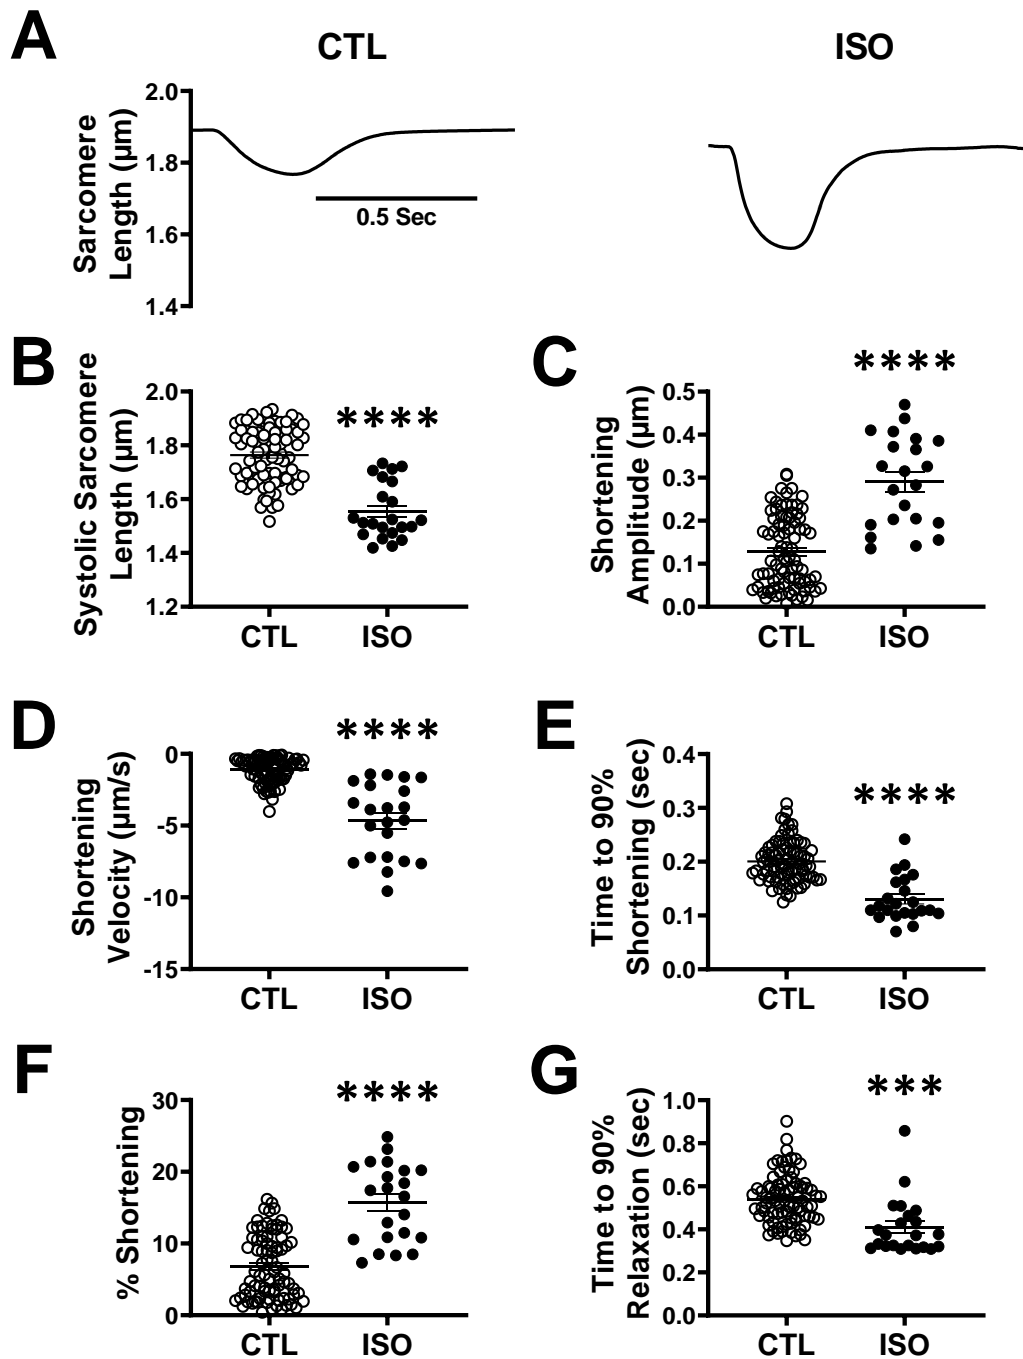 A
CTL
ISO
Sarcomere
Length (µm)
2.0
1.8
1.6
1.4
0.5 Sec
B
Systolic Sarcomere
Length (µm)
2.0
1.8
1.6
1.4
1.2
****
CTL
ISO
C
Shortening
Amplitude (µm)
0.5
0.4
0.3
0.2
0.1
0.0
****
CTL
ISO
D
Shortening
Velocity (µm/s)
0
-5
-10
-15
****
CTL
ISO
E
Time to 90%
Shortening (sec)
0.4
0.3
0.2
0.1
0.0
****
CTL
ISO
F
% Shortening
30
20
10
0
****
CTL
ISO
G
Time to 90%
Relaxation (sec)
1.0
0.8
0.6
0.4
0.2
0.0
***
CTL
ISO